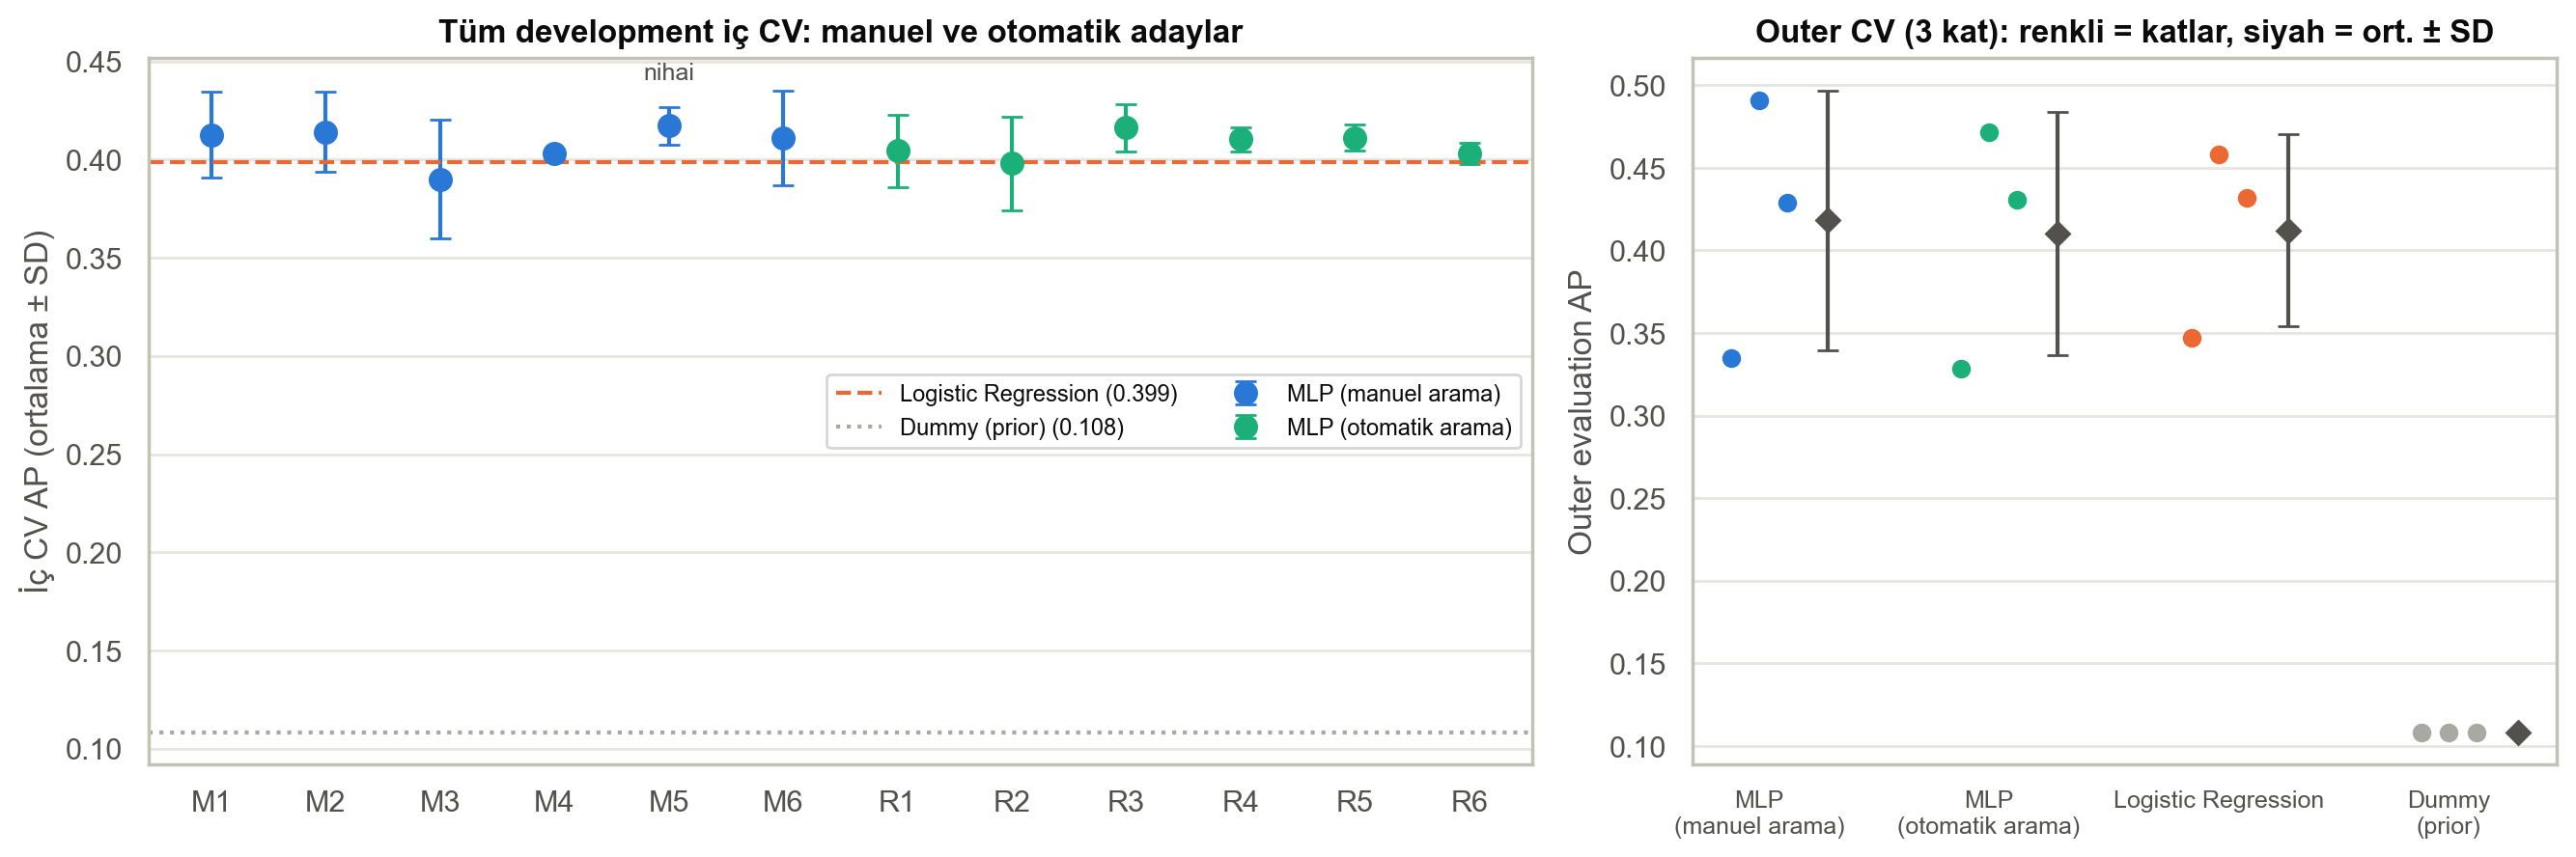 Tüm development iç CV: manuel ve otomatik adaylar
İç CV AP (ortalama ± SD)
0.45
0.40
0.35
0.30
0.25
0.20
0.15
0.10
nihai
Logistic Regression (0.399)
Dummy (prior) (0.108)
MLP (manuel arama)
MLP (otomatik arama)
M1 M2 M3 M4 M5 M6 R1 R2 R3 R4 R5 R6
Outer CV (3 kat): renkli = katlar, siyah = ort. ± SD
Outer evaluation AP
0.50
0.45
0.40
0.35
0.30
0.25
0.20
0.15
0.10
MLP
(manuel arama)
MLP
(otomatik arama)
Logistic Regression
Dummy
(prior)